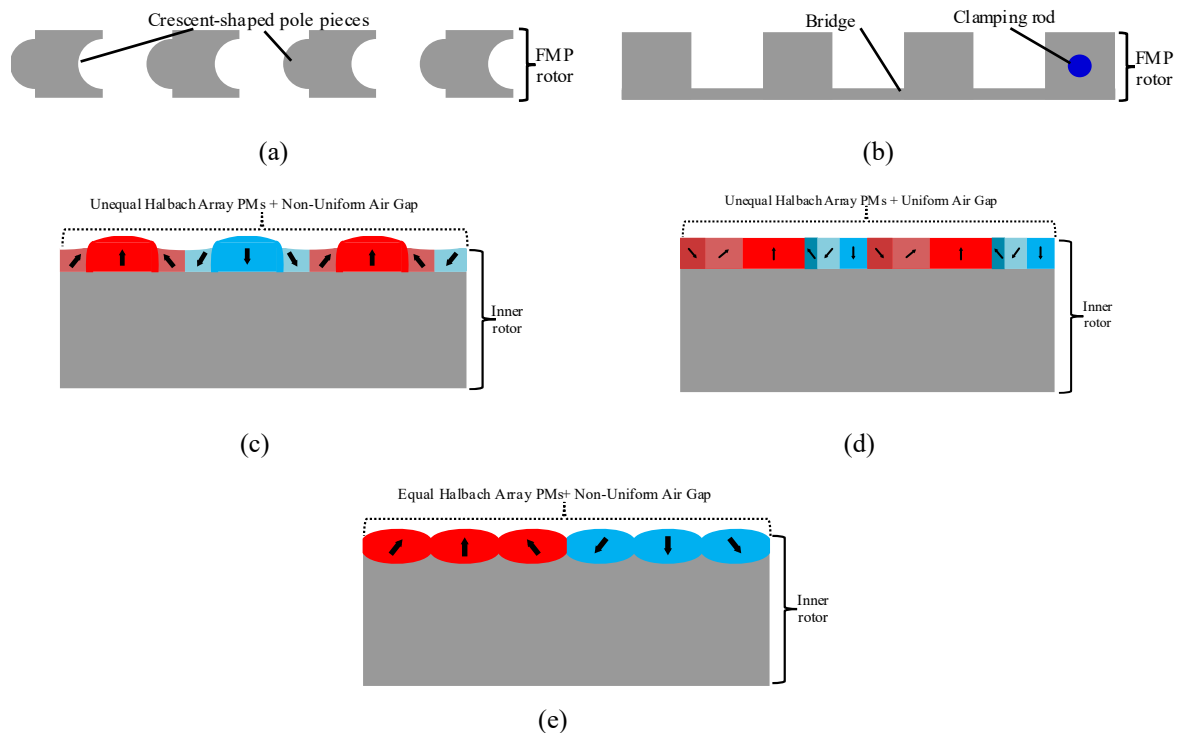 Crescent-shaped pole pieces
FMP
rotor
(a)
Bridge
Clamping rod
FMP
rotor
(b)
Unequal Halbach Array PMs + Non-Uniform Air Gap
Inner
rotor
(c)
Unequal Halbach Array PMs + Uniform Air Gap
Inner
rotor
(d)
Equal Halbach Array PMs+ Non-Uniform Air Gap
Inner
rotor
(e)